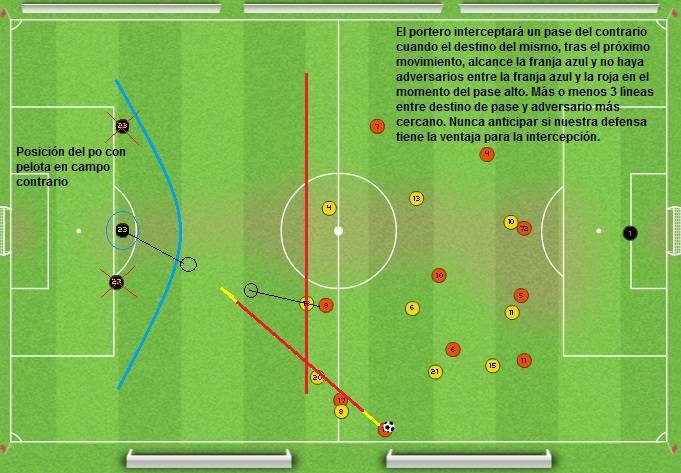 El portero interceptará un pase del contrario
cuando el destino del mismo, tras el próximo
movimiento, alcance la franja azul y no haya
adversarios entre la franja azul y la roja en el
momento del pase alto. Más o menos 3 líneas
entre destino de pase y adversario más
cercano. Nunca anticipar si nuestra defensa
tiene la ventaja para la intercepción.
23
7
4
Posición del po con
pelota en campo
contrario
13
4
10
23
1
10
23
9
5
6
11
6
11
15
21
20
17
8